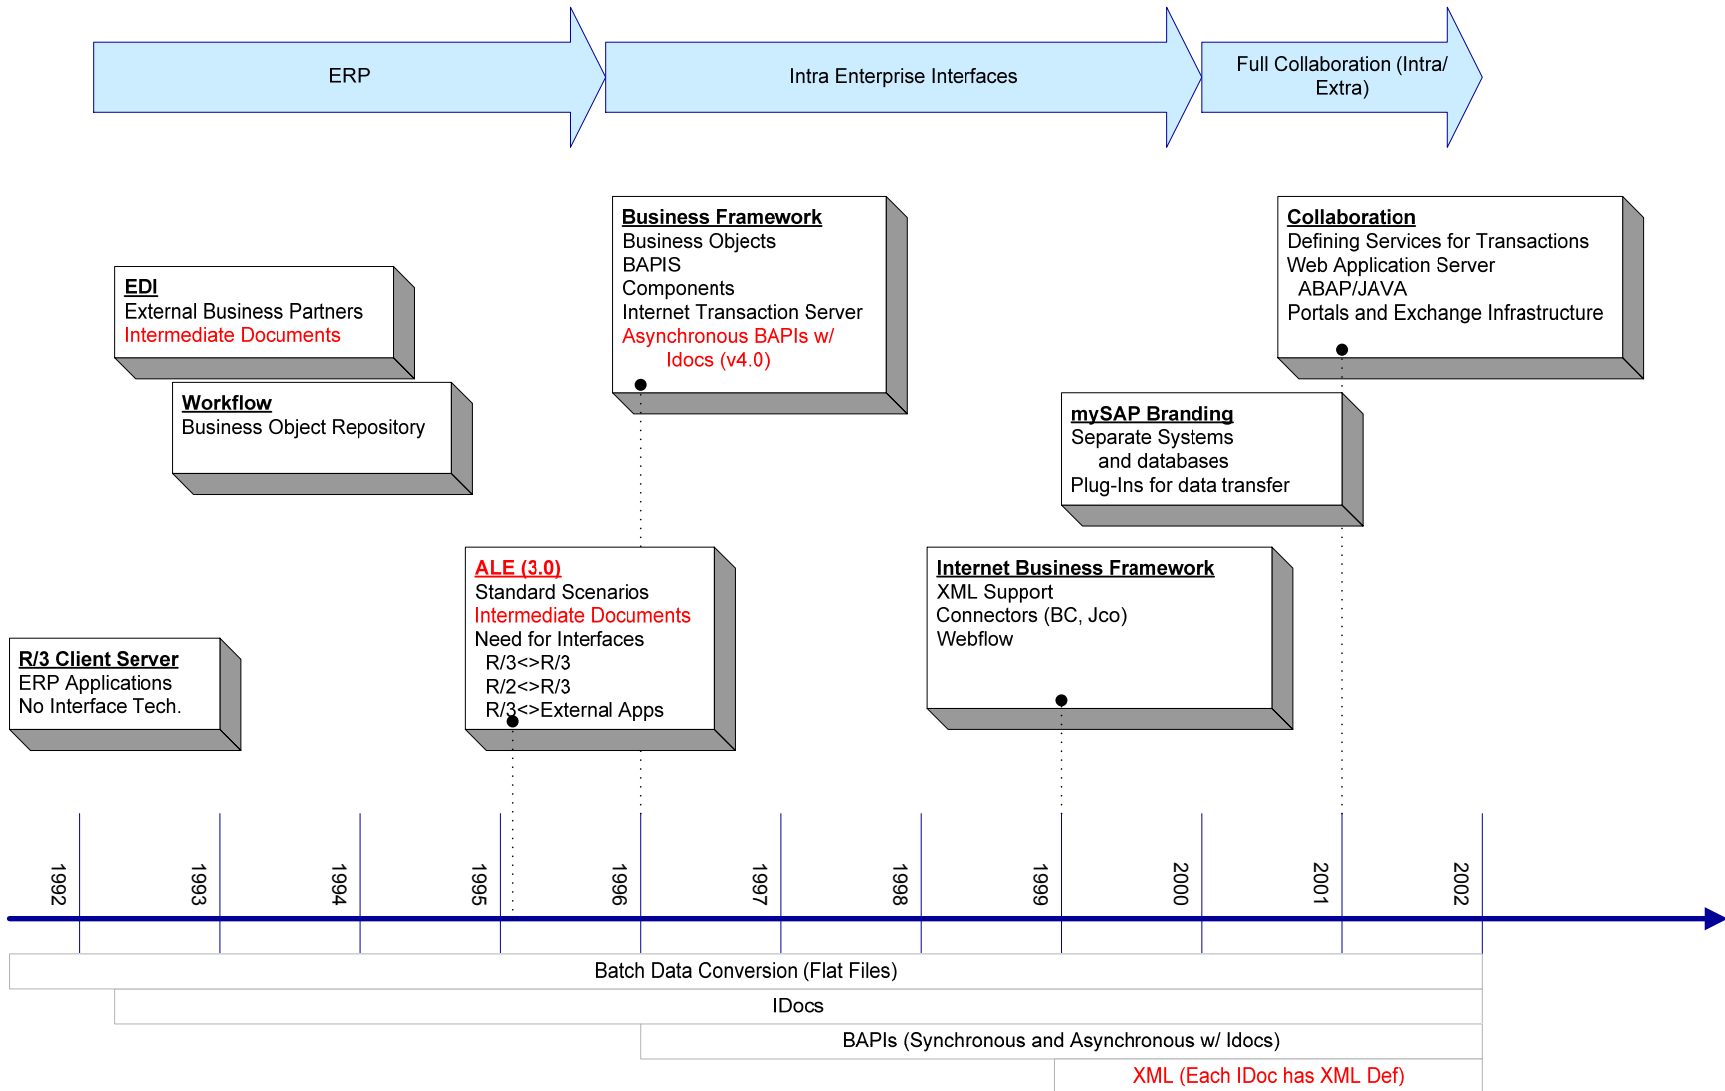 ERP
Intra Enterprise Interfaces
Full Collaboration (Intra/
Extra)
Business Framework
Business Objects
BAPIS
Components
Internet Transaction Server
Asynchronous BAPIs w/
Idocs (v4.0)
Collaboration
Defining Services for Transactions
Web Application Server
ABAP/JAVA
Portals and Exchange Infrastructure
EDI
External Business Partners
Intermediate Documents
Workflow
Business Object Repository
mySAP Branding
Separate Systems
and databases
Plug-Ins for data transfer
ALE (3.0)
Standard Scenarios
Intermediate Documents
Need for Interfaces
R/3<>R/3
R/2<>R/3
R/3<>External Apps
Internet Business Framework
XML Support
Connectors (BC, Jco)
Webflow
R/3 Client Server
ERP Applications
No Interface Tech.
1992
1993
1994
1995
1996
1997
1998
1999
2000
2001
2002
Batch Data Conversion (Flat Files)
IDocs
BAPIs (Synchronous and Asynchronous w/ Idocs)
XML (Each IDoc has XML Def)